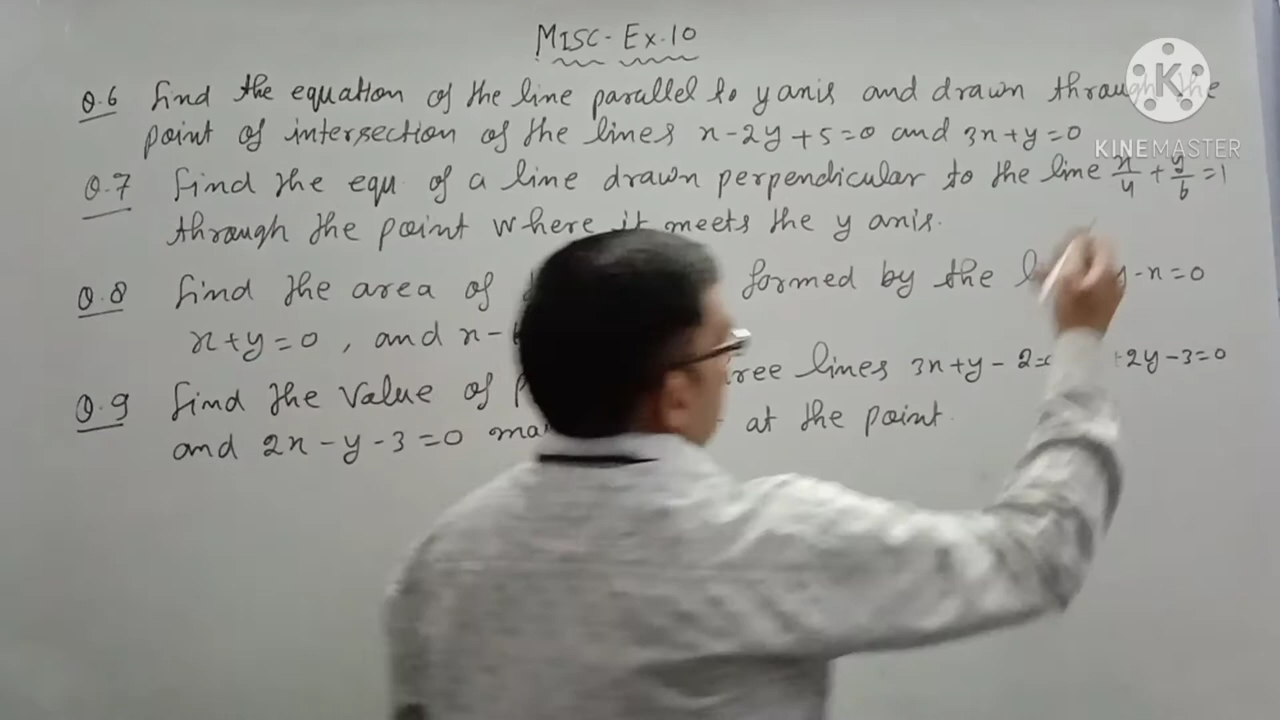 MISC- Ex.10
Q.6 find the equation of the line parallel to y axis and drawn through the
point of intersection of the lines x-2y+5=0 and 3x+y=0
KINEMASTER
Q.7 find the equ of a line drawn perpendicular to the line x/4 + y/6 = 1
through the point where it meets the y axis.
Q.8 find the area of formed by the y-x=0
x+y=0, and x-
Q.9 find the value of lines 3x+y-2=0 +2y-3=0
and 2x-y-3=0 at the point.